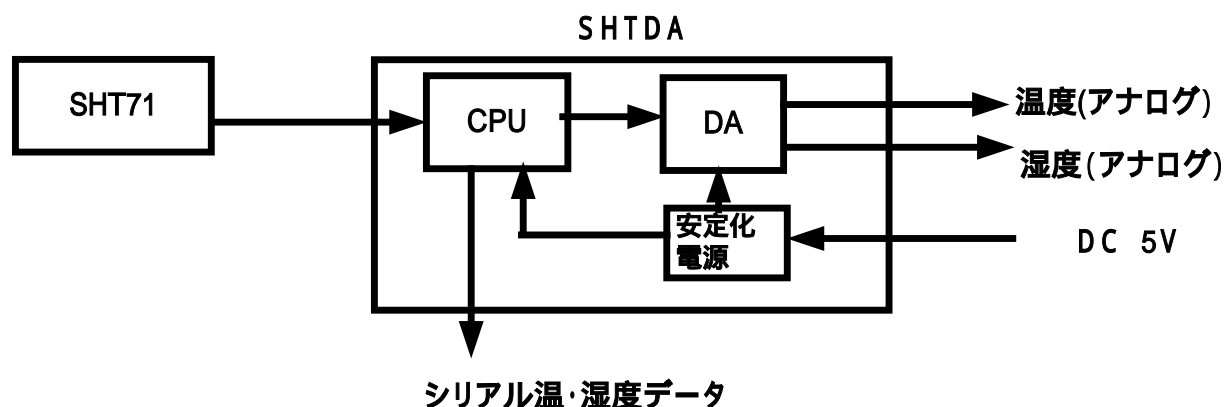 SHTDA
SHT71
CPU
DA
温度(アナログ)
湿度(アナログ)
安定化
電源
DC 5V
シリアル温・湿度データ